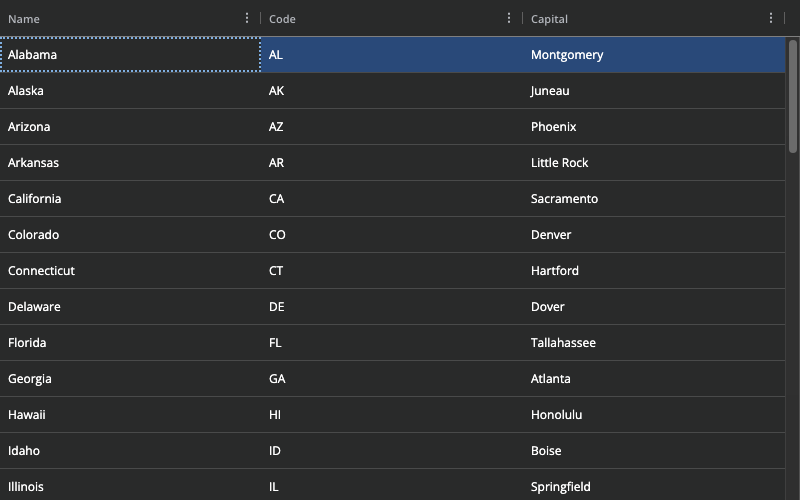 Name Code Capital
Alabama AL Montgomery
Alaska AK Juneau
Arizona AZ Phoenix
Arkansas AR Little Rock
California CA Sacramento
Colorado CO Denver
Connecticut CT Hartford
Delaware DE Dover
Florida FL Tallahassee
Georgia GA Atlanta
Hawaii HI Honolulu
Idaho ID Boise
Illinois IL Springfield